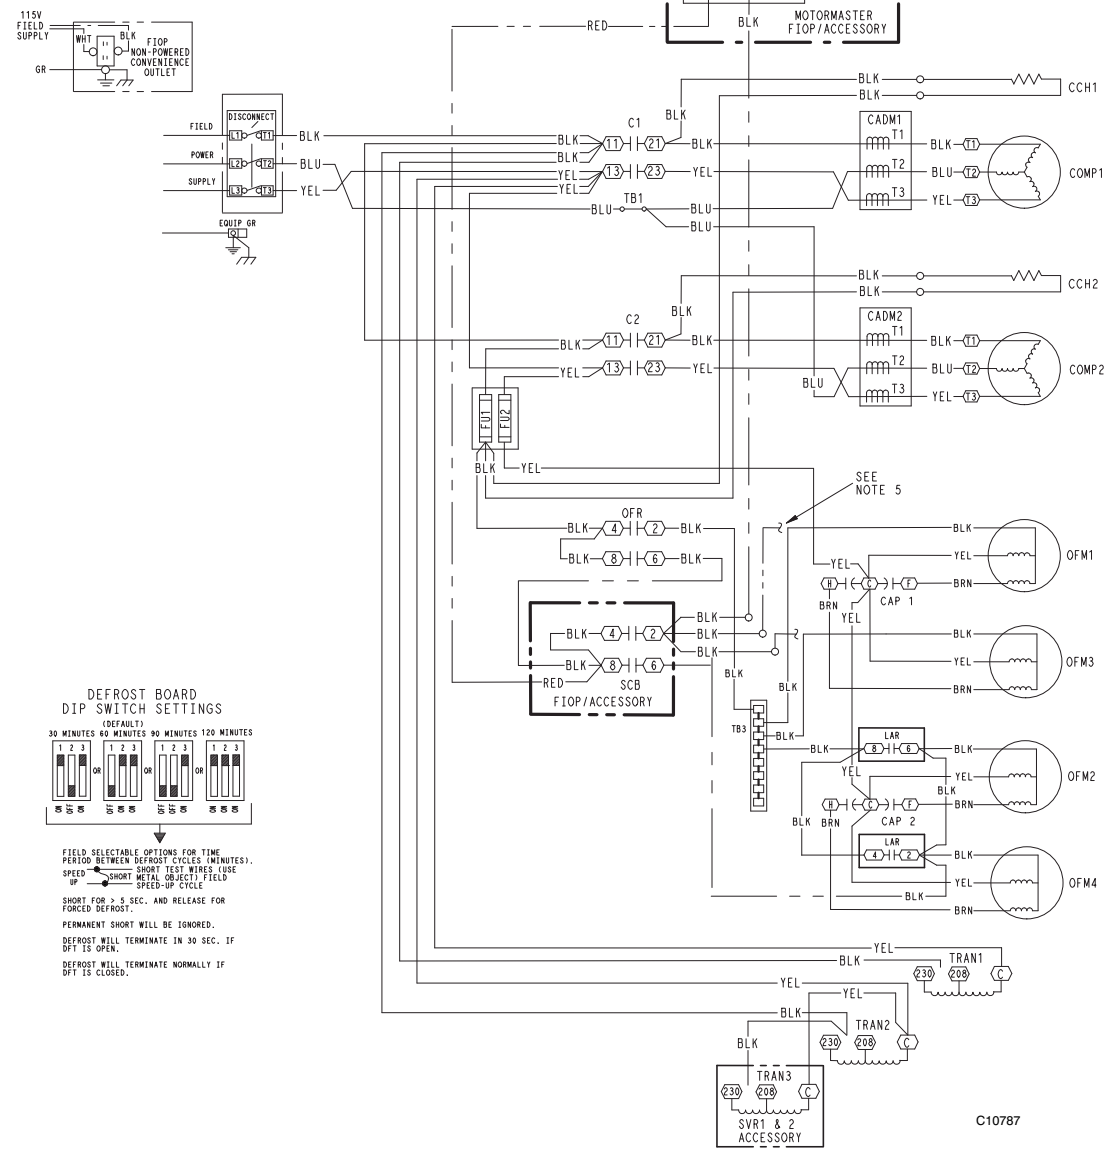 115V
FIELD
SUPPLY
WHT
BLK
FIOP
NON-POWERED
CONVENIENCE
OUTLET
GR
RED
BLK
MOTORMASTER
FIOP/ACCESSORY
DISCONNECT
FIELD
L1
T1
BLK
POWER
L2
T2
BLU
SUPPLY
L3
T3
YEL
EQUIP GR
BLK
BLK
CCH1
BLK
C1
BLK
BLK
BLK
11
21
BLK
YEL
YEL
13
23
YEL
BLU
TB1
BLU
BLU
CADM1
T1
T2
T3
BLK
T1
BLU
T2
YEL
T3
COMP1
BLK
BLK
CCH2
BLK
C2
BLK
11
21
BLK
YEL
13
23
YEL
BLU
CADM2
T1
T2
T3
BLK
T1
BLU
T2
YEL
T3
COMP2
FU1
FU2
BLK
YEL
SEE
NOTE 5
OFR
BLK
4
2
BLK
BLK
8
6
BLK
BLK
YEL
BRN
OFM1
YEL
H
C
F
BRN
CAP 1
YEL
BLK
4
2
BLK
BLK
BLK
BLK
8
6
RED
SCB
FIOP/ACCESSORY
BLK
BLK
BLK
YEL
BRN
OFM3
TB3
BLK
BLK
LAR
8
6
BLK
YEL
BLK
YEL
BRN
OFM2
H
C
F
CAP 2
BLK
BRN
LAR
4
2
BLK
YEL
BLK
BRN
OFM4
DEFROST BOARD
DIP SWITCH SETTINGS
(DEFAULT)
30 MINUTES 60 MINUTES 90 MINUTES 120 MINUTES
1 2 3 1 2 3 1 2 3 1 2 3
OR OR OR
ON OFF ON OFF ON ON OFF OFF ON ON ON ON
FIELD SELECTABLE OPTIONS FOR TIME
PERIOD BETWEEN DEFROST CYCLES (MINUTES).
SPEED
UP
SHORT
SHORT TEST WIRES (USE
METAL OBJECT) FIELD
SPEED-UP CYCLE
SHORT FOR > 5 SEC. AND RELEASE FOR
FORCED DEFROST.
PERMANENT SHORT WILL BE IGNORED.
DEFROST WILL TERMINATE IN 30 SEC. IF
DFT IS OPEN.
DEFROST WILL TERMINATE NORMALLY IF
DFT IS CLOSED.
YEL
BLK
TRAN1
230
208
C
YEL
YEL
BLK
TRAN2
230
208
C
BLK
TRAN3
230
208
C
SVR1 & 2
ACCESSORY
C10787